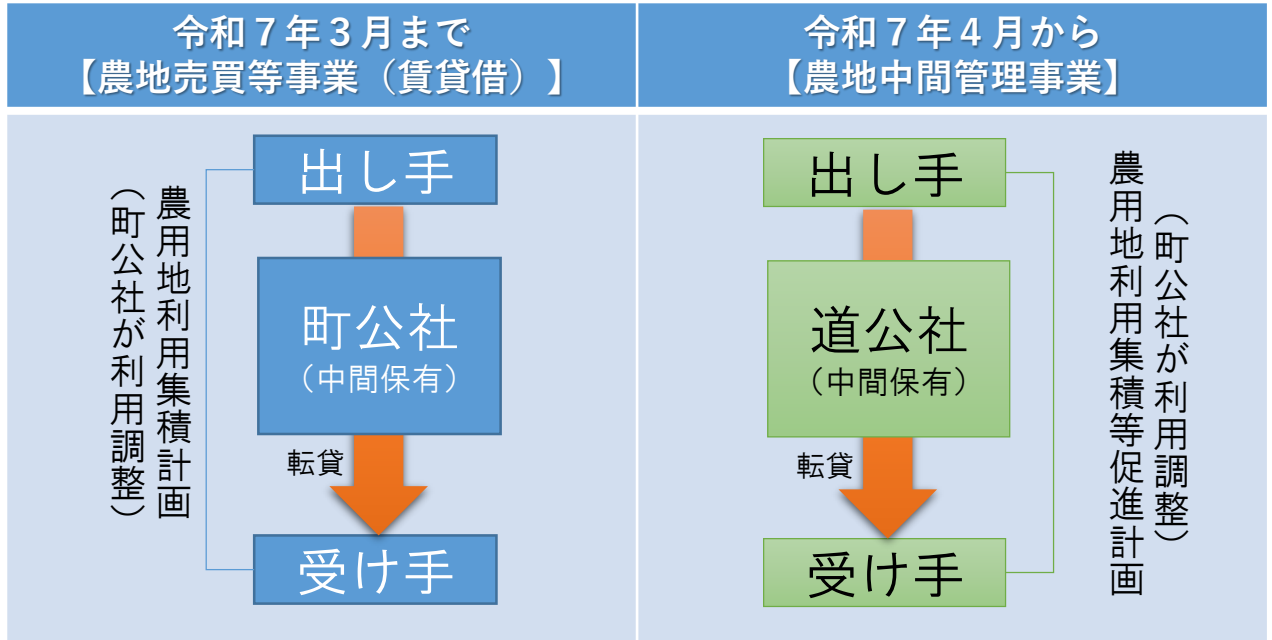 令和７年３月まで
【農地売買等事業（賃貸借）】
出し手
町公社
（中間保有）
転貸
受け手
農用地利用集積計画
（町公社が利用調整）
令和７年４月から
【農地中間管理事業】
出し手
道公社
（中間保有）
転貸
受け手
（町公社が利用調整）
農用地利用集積等促進計画